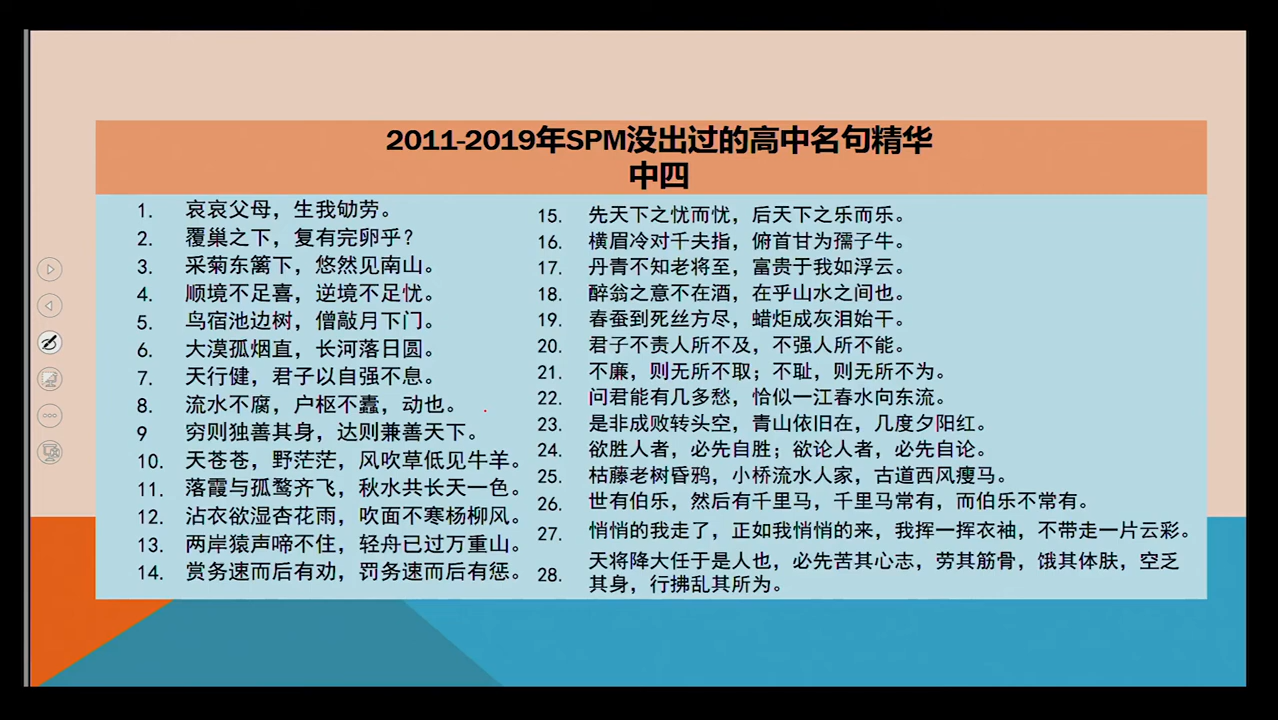 2011-2019年SPM没出过的高中名句精华
中四
1. 哀哀父母，生我劬劳。
2. 覆巢之下，复有完卵乎？
3. 采菊东篱下，悠然见南山。
4. 顺境不足喜，逆境不足忧。
5. 鸟宿池边树，僧敲月下门。
6. 大漠孤烟直，长河落日圆。
7. 天行健，君子以自强不息。
8. 流水不腐，户枢不蠹，动也。
9 穷则独善其身，达则兼善天下。
10. 天苍苍，野茫茫，风吹草低见牛羊。
11. 落霞与孤鹜齐飞，秋水共长天一色。
12. 沾衣欲湿杏花雨，吹面不寒杨柳风。
13. 两岸猿声啼不住，轻舟已过万重山。
14. 赏务速而后有劝，罚务速而后有惩。
15. 先天下之忧而忧，后天下之乐而乐。
16. 横眉冷对千夫指，俯首甘为孺子牛。
17. 丹青不知老将至，富贵于我如浮云。
18. 醉翁之意不在酒，在乎山水之间也。
19. 春蚕到死丝方尽，蜡炬成灰泪始干。
20. 君子不责人所不及，不强人所不能。
21. 不廉，则无所不取；不耻，则无所不为。
22. 问君能有几多愁，恰似一江春水向东流。
23. 是非成败转头空，青山依旧在，几度夕阳红。
24. 欲胜人者，必先自胜；欲论人者，必先自论。
25. 枯藤老树昏鸦，小桥流水人家，古道西风瘦马。
26. 世有伯乐，然后有千里马，千里马常有，而伯乐不常有。
27. 悄悄的我走了，正如我悄悄的来，我挥一挥衣袖，不带走一片云彩。
28. 天将降大任于是人也，必先苦其心志，劳其筋骨，饿其体肤，空乏
其身，行拂乱其所为。